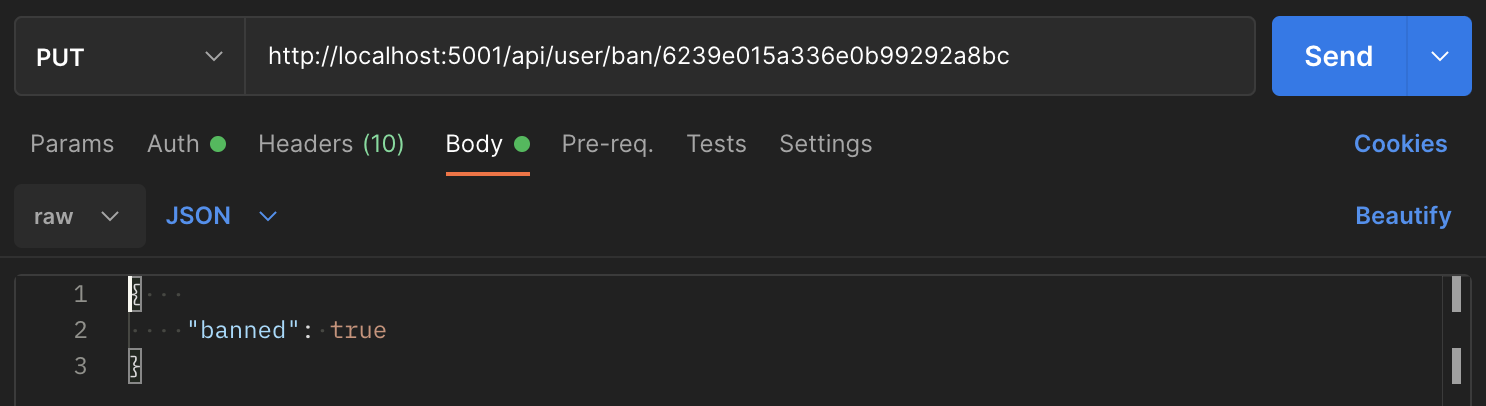 PUT http://localhost:5001/api/user/ban/6239e015a336e0b99292a8bc Send
Params Auth Headers (10) Body Pre-req. Tests Settings Cookies
raw JSON Beautify
1 {
2 "banned": true
3 }